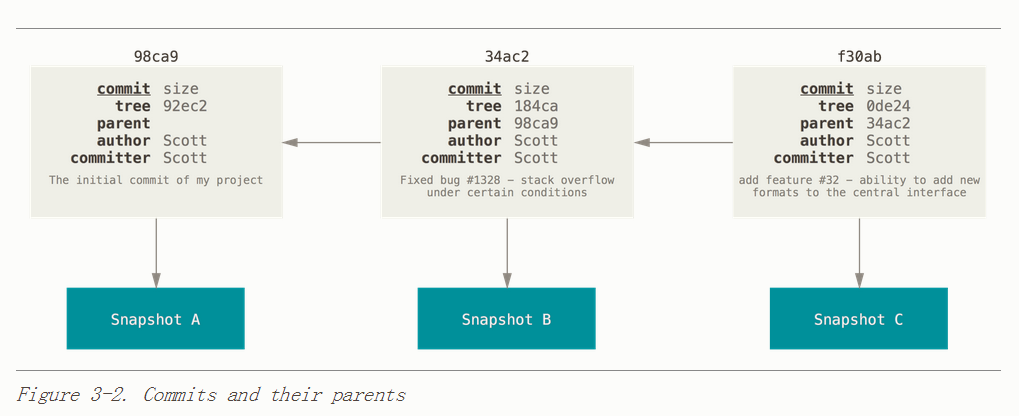 98ca9
commit size
tree 92ec2
parent
author Scott
committer Scott
The initial commit of my project
Snapshot A
34ac2
commit size
tree 184ca
parent 98ca9
author Scott
committer Scott
Fixed bug #1328 – stack overflow
under certain conditions
Snapshot B
f30ab
commit size
tree 0de24
parent 34ac2
author Scott
committer Scott
add feature #32 – ability to add new
formats to the central interface
Snapshot C
Figure 3-2. Commits and their parents